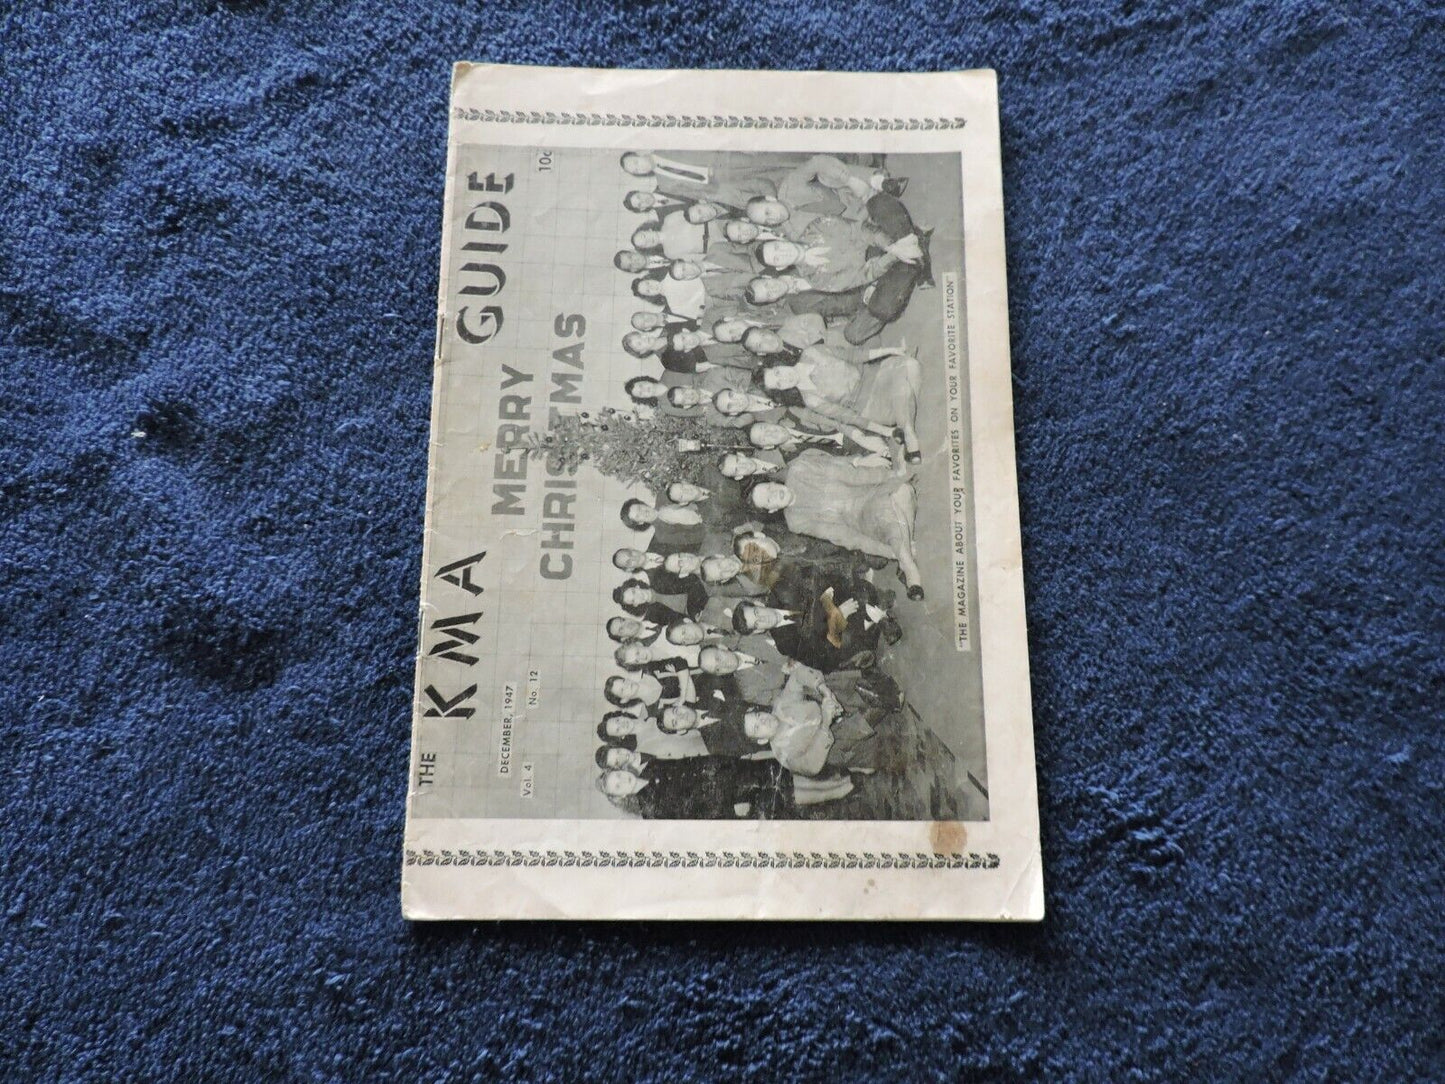 THE KMA GUIDE
DECEMBER, 1947
Vol. 4 No. 12
10c
MERRY
CHRISTMAS
"THE MAGAZINE ABOUT YOUR FAVORITES ON YOUR FAVORITE STATION"